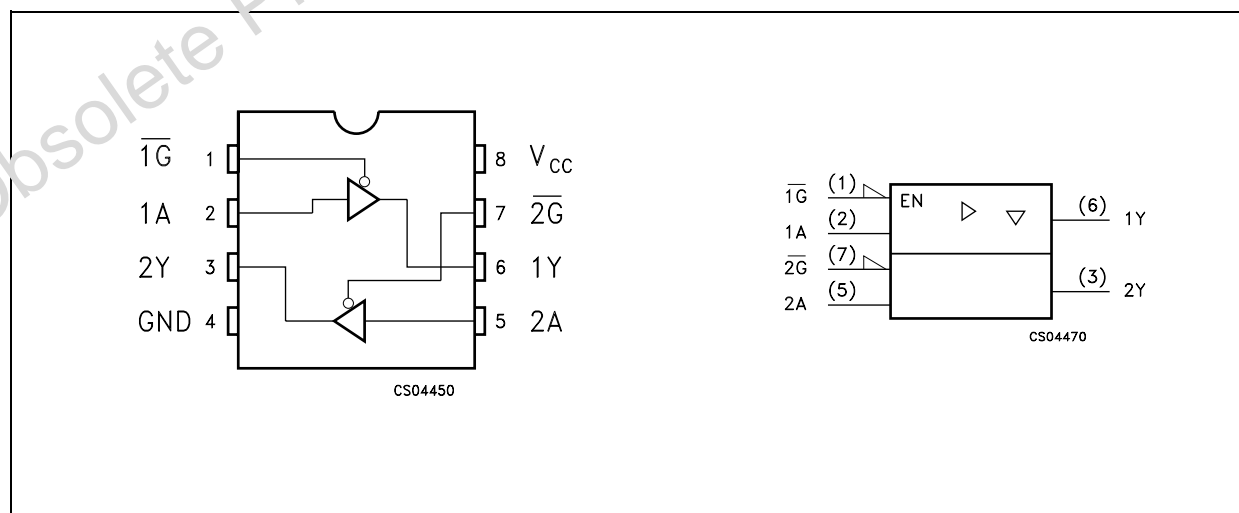 Obsolete P
1G̅ 1
1A 2
2Y 3
GND 4
8 VCC
7 2G̅
6 1Y
5 2A
CS04450
1G̅ (1)
1A (2)
2G̅ (7)
2A (5)
EN
(6) 1Y
(3) 2Y
CS04470